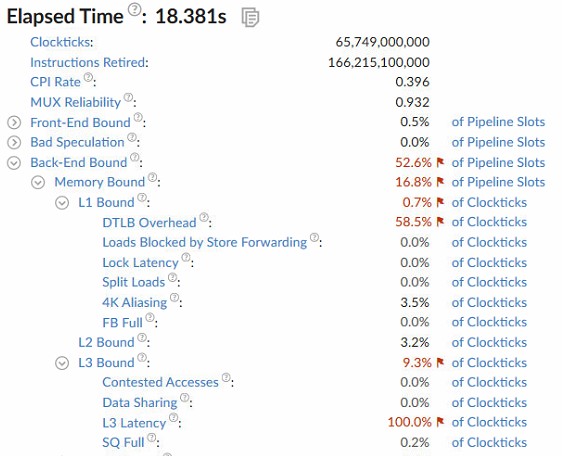 Elapsed Time ?: 18.381s
Clockticks: 65,749,000,000
Instructions Retired: 166,215,100,000
CPI Rate ?: 0.396
MUX Reliability ?: 0.932
Front-End Bound ?: 0.5% of Pipeline Slots
Bad Speculation ?: 0.0% of Pipeline Slots
Back-End Bound ?: 52.6% of Pipeline Slots
Memory Bound ?: 16.8% of Pipeline Slots
L1 Bound ?: 0.7% of Clockticks
DTLB Overhead ?: 58.5% of Clockticks
Loads Blocked by Store Forwarding ?: 0.0% of Clockticks
Lock Latency ?: 0.0% of Clockticks
Split Loads ?: 0.0% of Clockticks
4K Aliasing ?: 3.5% of Clockticks
FB Full ?: 0.0% of Clockticks
L2 Bound ?: 3.2% of Clockticks
L3 Bound ?: 9.3% of Clockticks
Contested Accesses ?: 0.0% of Clockticks
Data Sharing ?: 0.0% of Clockticks
L3 Latency ?: 100.0% of Clockticks
SQ Full ?: 0.2% of Clockticks